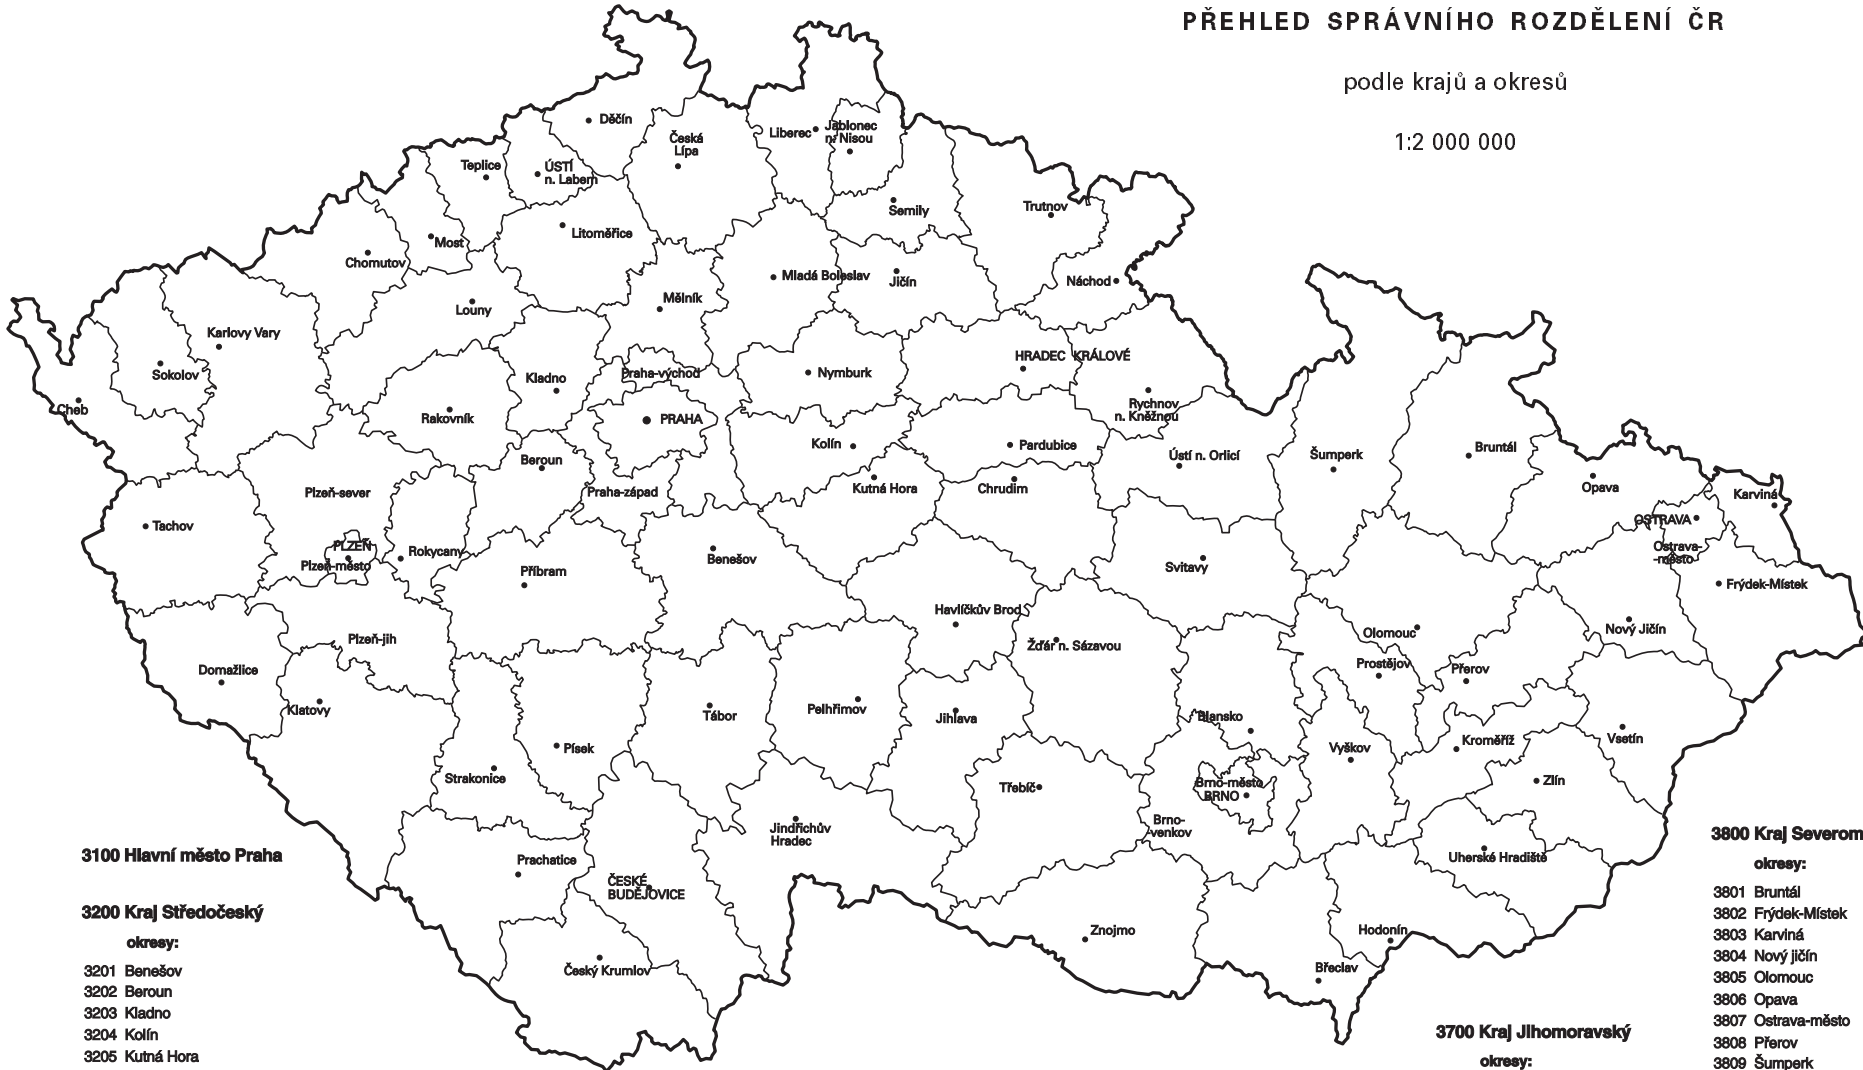 PŘEHLED SPRÁVNÍHO ROZDĚLENÍ ČR
podle krajů a okresů
1:2 000 000
Děčín
Liberec
Jablonec
n. Nisou
Česká
Lípa
Teplice
ÚSTÍ
n. Labem
Semily
Trutnov
Most
Litoměřice
Chomutov
Mladá Boleslav
Jičín
Náchod
Mělník
Louny
Karlovy Vary
HRADEC KRÁLOVÉ
Sokolov
Kladno
Praha-východ
Nymburk
Cheb
Rakovník
PRAHA
Rychnov
n. Kněžnou
Kolín
Pardubice
Beroun
Ústí n. Orlicí
Šumperk
Bruntál
Plzeň-sever
Praha-západ
Kutná Hora
Chrudim
Opava
Karviná
Tachov
OSTRAVA
PLZEŇ
Plzeň-město
Rokycany
Ostrava-
-město
Příbram
Benešov
Svitavy
Frýdek-Místek
Havlíčkův Brod
Plzeň-jih
Žďár n. Sázavou
Olomouc
Nový Jičín
Domažlice
Prostějov
Přerov
Klatovy
Tábor
Pelhřimov
Jihlava
Blansko
Písek
Vyškov
Kroměříž
Vsetín
Strakonice
Třebíč
Brno-město
BRNO
Zlín
Brno-
-venkov
Jindřichův
Hradec
Prachatice
Uherské Hradiště
ČESKÉ
BUDĚJOVICE
Znojmo
Hodonín
Český Krumlov
Břeclav
3100 Hlavní město Praha
3200 Kraj Středočeský
okresy:
3201 Benešov
3202 Beroun
3203 Kladno
3204 Kolín
3205 Kutná Hora
3700 Kraj Jihomoravský
okresy:
3800 Kraj Severom
okresy:
3801 Bruntál
3802 Frýdek-Místek
3803 Karviná
3804 Nový jičín
3805 Olomouc
3806 Opava
3807 Ostrava-město
3808 Přerov
3809 Šumperk